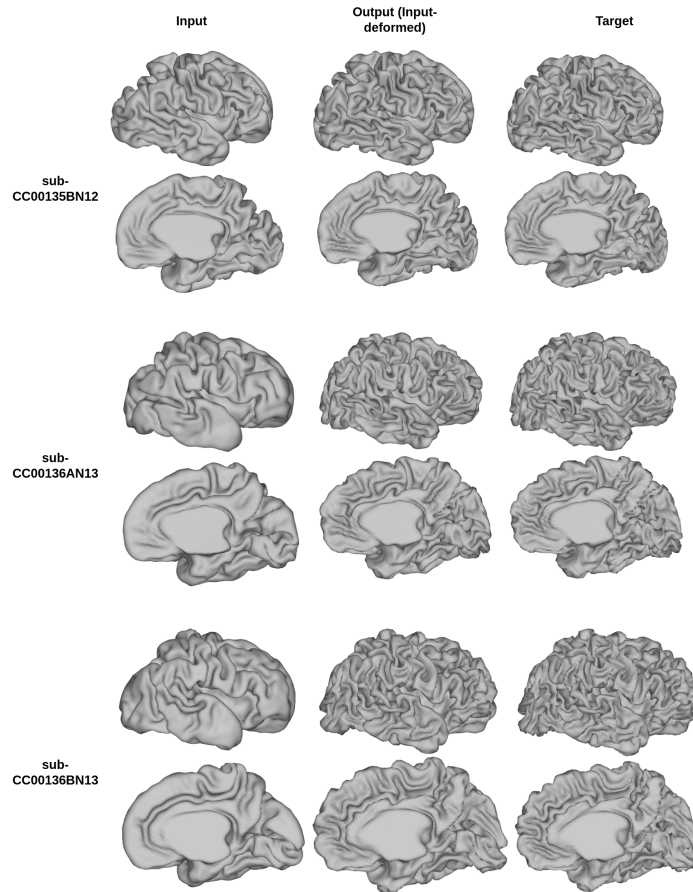 Input
Output (Input-
deformed)
Target
sub-
CC00135BN12
sub-
CC00136AN13
sub-
CC00136BN13